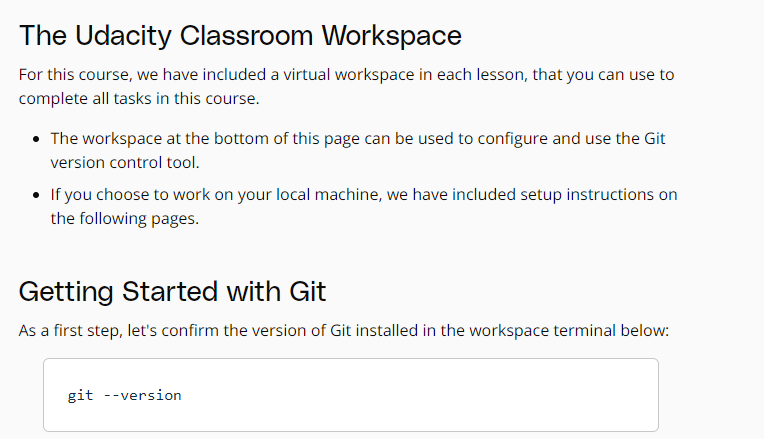 The Udacity Classroom Workspace
For this course, we have included a virtual workspace in each lesson, that you can use to
complete all tasks in this course.
• The workspace at the bottom of this page can be used to configure and use the Git
version control tool.
• If you choose to work on your local machine, we have included setup instructions on
the following pages.
Getting Started with Git
As a first step, let's confirm the version of Git installed in the workspace terminal below:
git --version